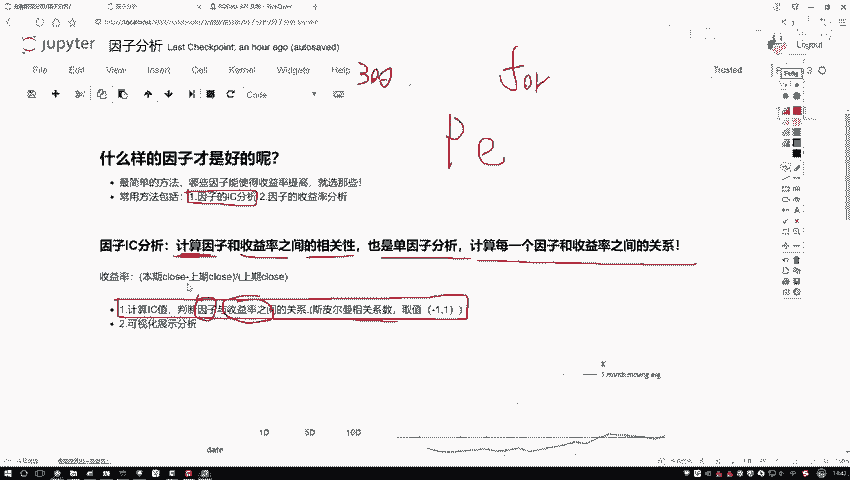 jupyter 因子分析 Last Checkpoint: an hour ago (autosaved)
Logout
File Edit View Insert Cell Kernel Widgets Help
Trusted
Code
300
for
Pe
什么样的因子才是好的呢?
最简单的方法、哪些因子能使得收益率提高，就选那些!
常用方法包括: 1.因子的IC分析 2.因子的收益率分析
因子IC分析: 计算因子和收益率之间的相关性，也是单因子分析，计算每一个因子和收益率之间的关系!
收益率: (本期close-上期close)/(上期close)
1.计算IC值，判断因子与收益率之间的关系.(斯皮尔曼相关系数，取值（-1,1）)
2.可视化展示分析
IC
1 month moving avg
1D 5D 10D
date